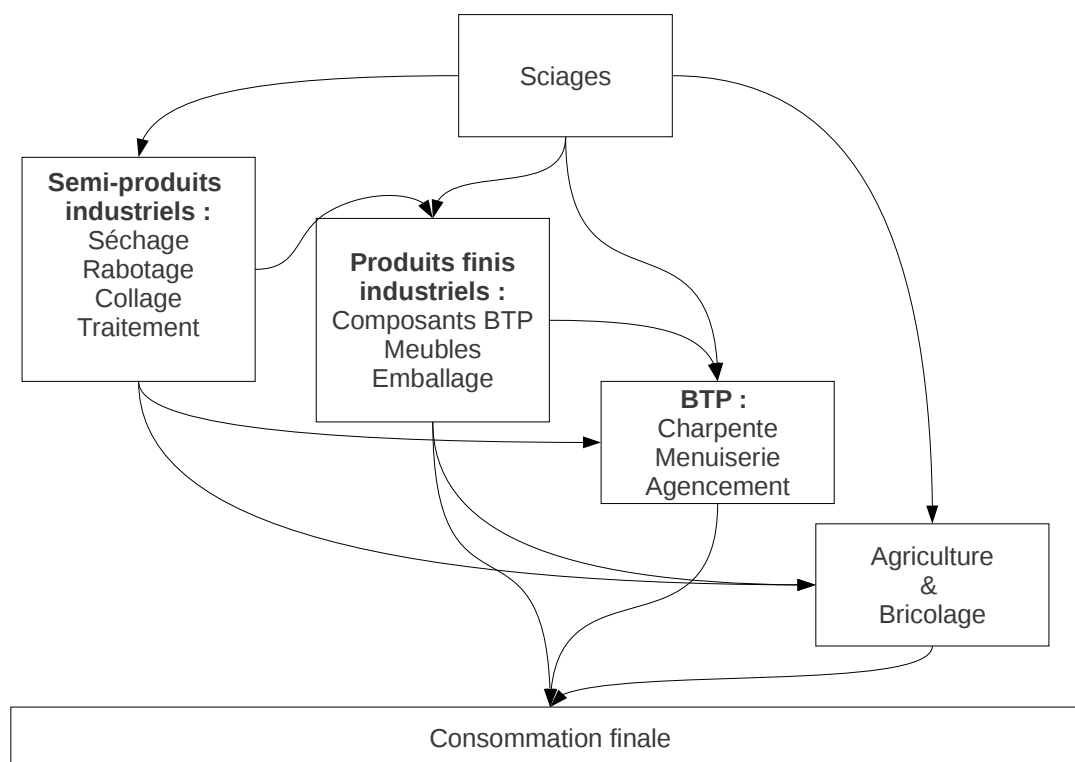 Sciages
Semi-produits
industriels :
Séchage
Rabotage
Collage
Traitement
Produits finis
industriels :
Composants BTP
Meubles
Emballage
BTP :
Charpente
Menuiserie
Agencement
Agriculture
&
Bricolage
Consommation finale